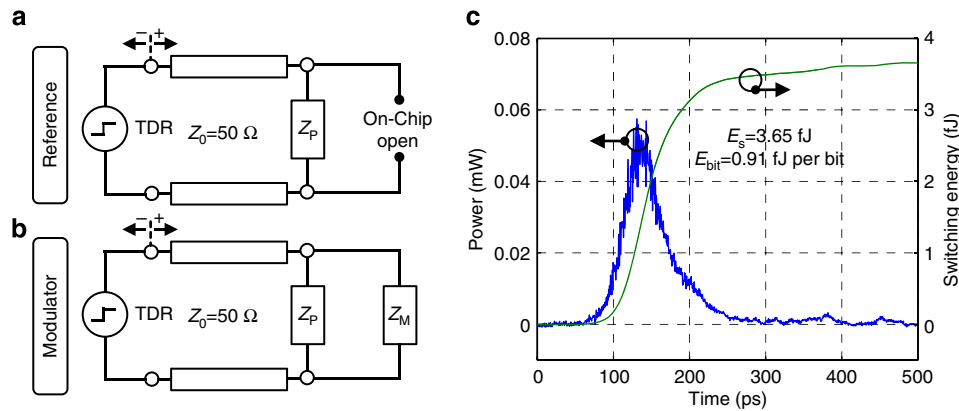 a
Reference
− +
TDR
Z0=50 Ω
ZP
On-Chip
open
b
Modulator
− +
TDR
Z0=50 Ω
ZP
ZM
c
Power (mW)
0.08
0.06
0.04
0.02
0
Es=3.65 fJ
Ebit=0.91 fJ per bit
4
3
2
1
0
Switching energy (fJ)
0 100 200 300 400 500
Time (ps)